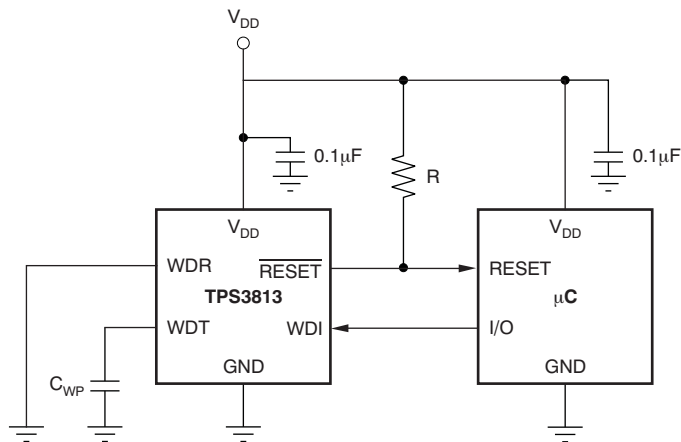 VDD
0.1μF
R
0.1μF
VDD
WDR
RESET
TPS3813
WDT
WDI
GND
VDD
RESET
μC
I/O
GND
CWP